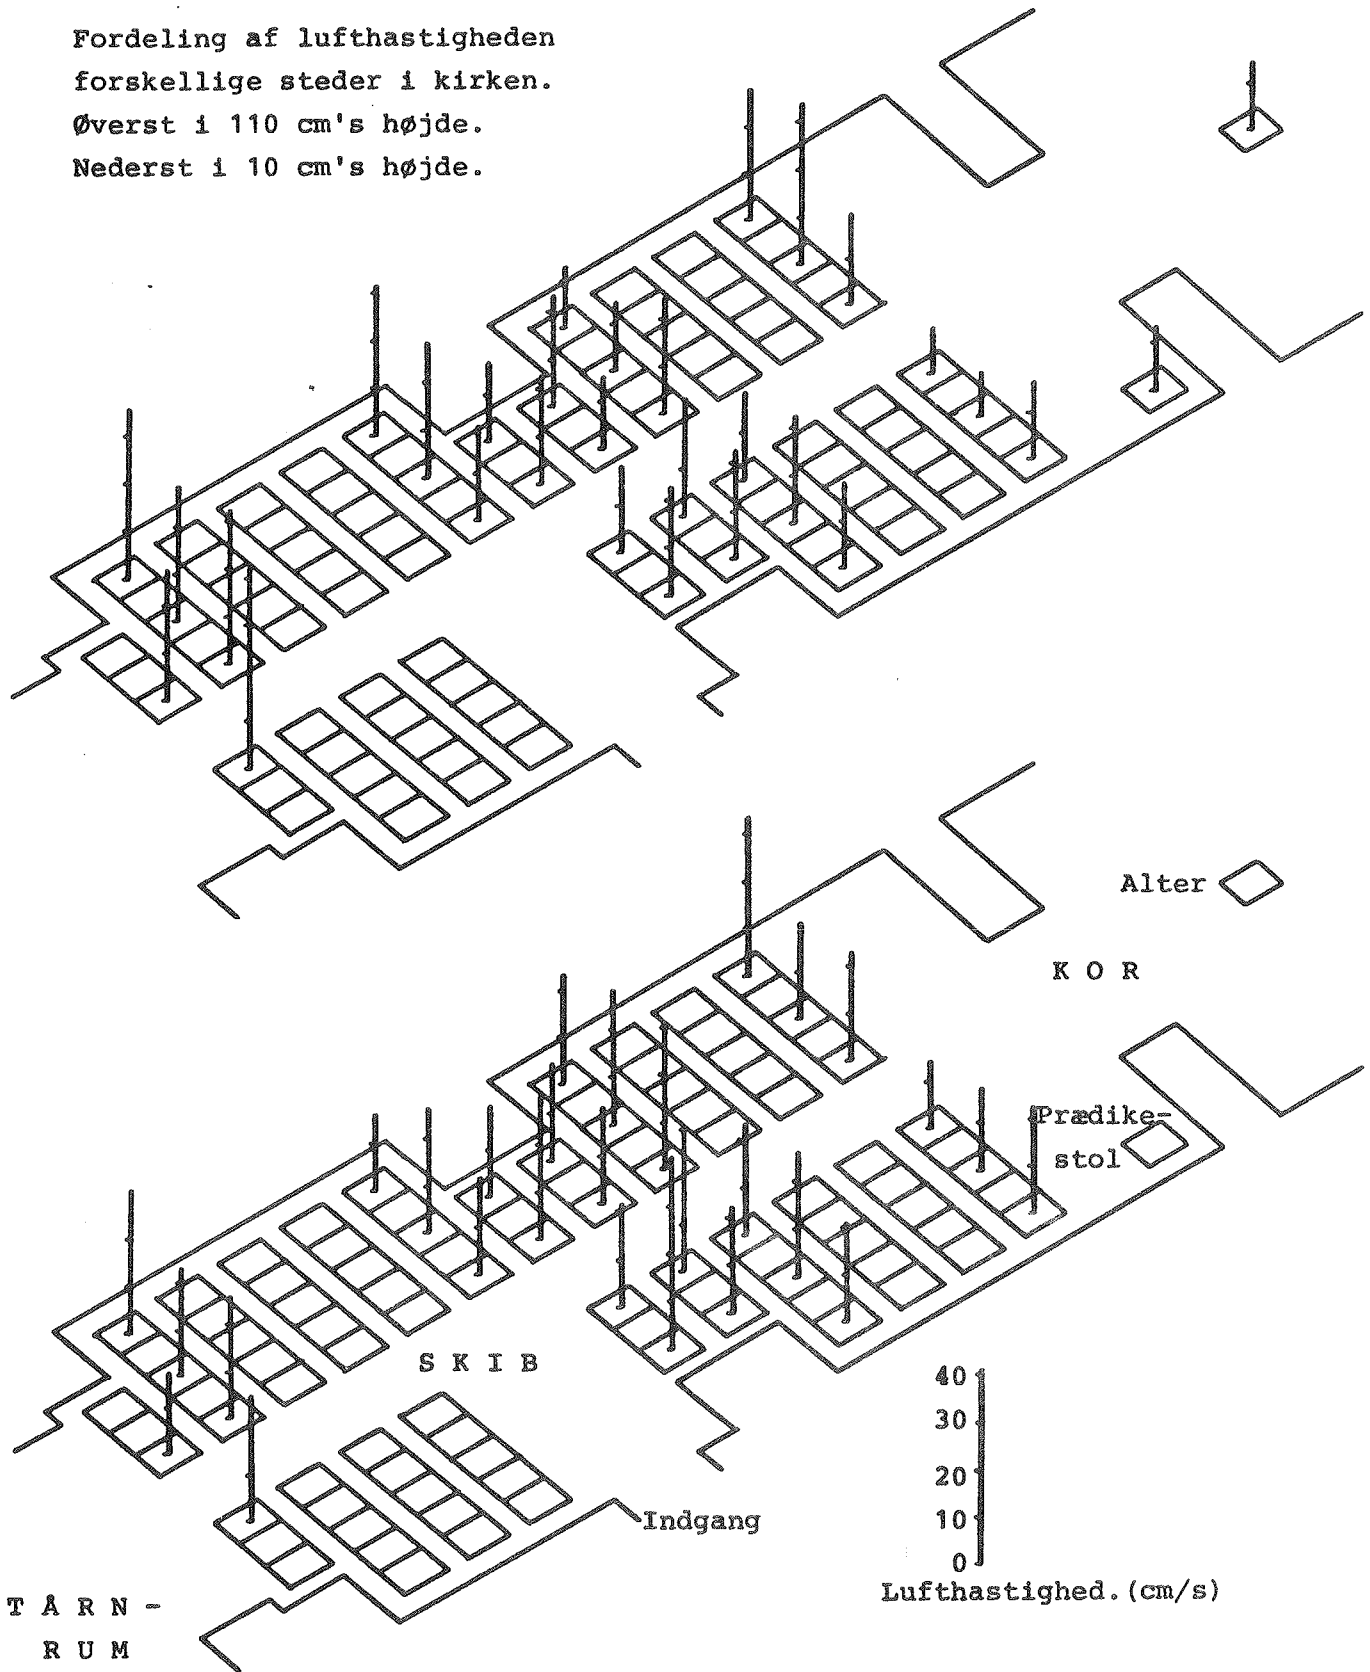 Fordeling af lufthastigheden
forskellige steder i kirken.
Øverst i 110 cm's højde.
Nederst i 10 cm's højde.
Alter
K O R
Prædike-
stol
S K I B
40
30
20
10
0
Indgang
Lufthastighed.(cm/s)
T Å R N -
R U M